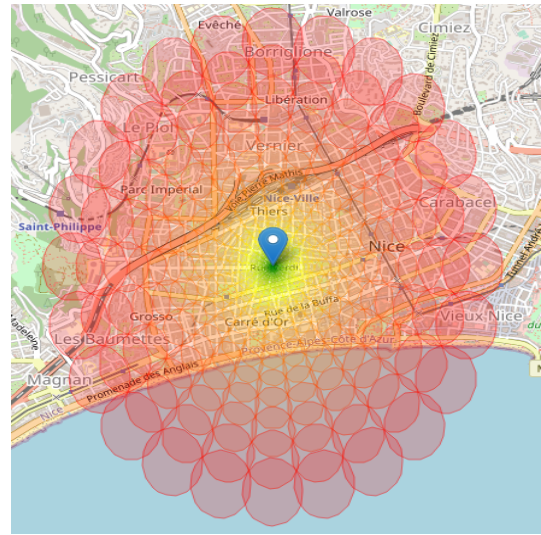 Valrose
Evêché
Cimiez
Borriglione
Pessicart
Boulevard de Cimiez
Libération
Le Piol
Vernier
Voie Pierre Mathis
Parc Impérial
Nice-Ville
Carabacel
Thiers
Saint-Philippe
Nice
Tunnel André
Rue de la Buffa
Grosso
Carré d'Or
Vieux Nice
Les Baumettes
Provence-Alpes-Côte d'Azur
Magnan
Promenade des Anglais
Nice